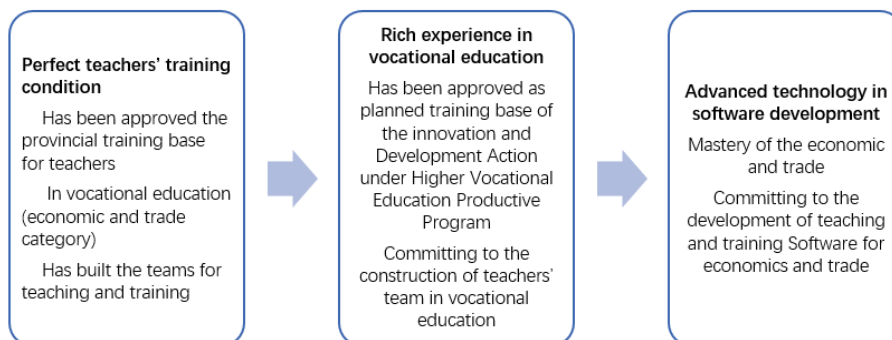 Perfect teachers' training
condition
Has been approved the
provincial training base
for teachers
In vocational education
(economic and trade
category)
Has built the teams for
teaching and training
Rich experience in
vocational education
Has been approved as
planned training base of
the innovation and
Development Action
under Higher Vocational
Education Productive
Program
Committing to the
construction of teachers'
team in vocational
education
Advanced technology in
software development
Mastery of the economic
and trade
Committing to the
development of teaching
and training Software for
economics and trade